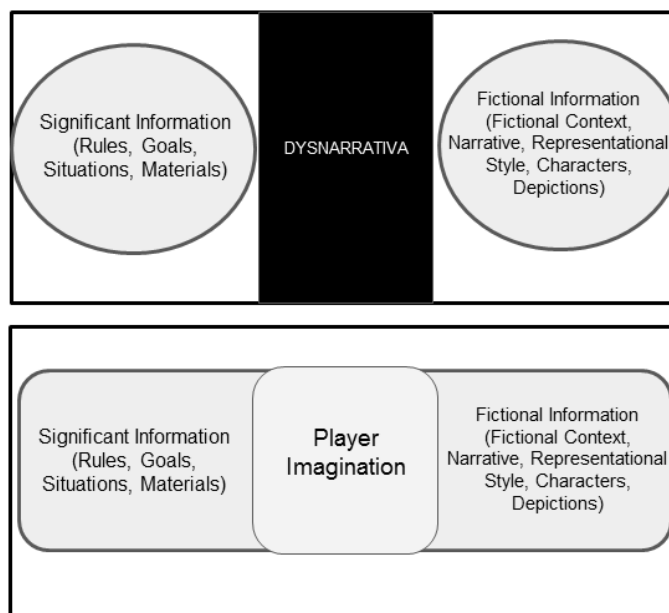 Significant Information
(Rules, Goals,
Situations, Materials)
DYSNARRATIVA
Fictional Information
(Fictional Context,
Narrative, Representational
Style, Characters,
Depictions)
Significant Information
(Rules, Goals,
Situations, Materials)
Player
Imagination
Fictional Information
(Fictional Context,
Narrative, Representational
Style, Characters,
Depictions)